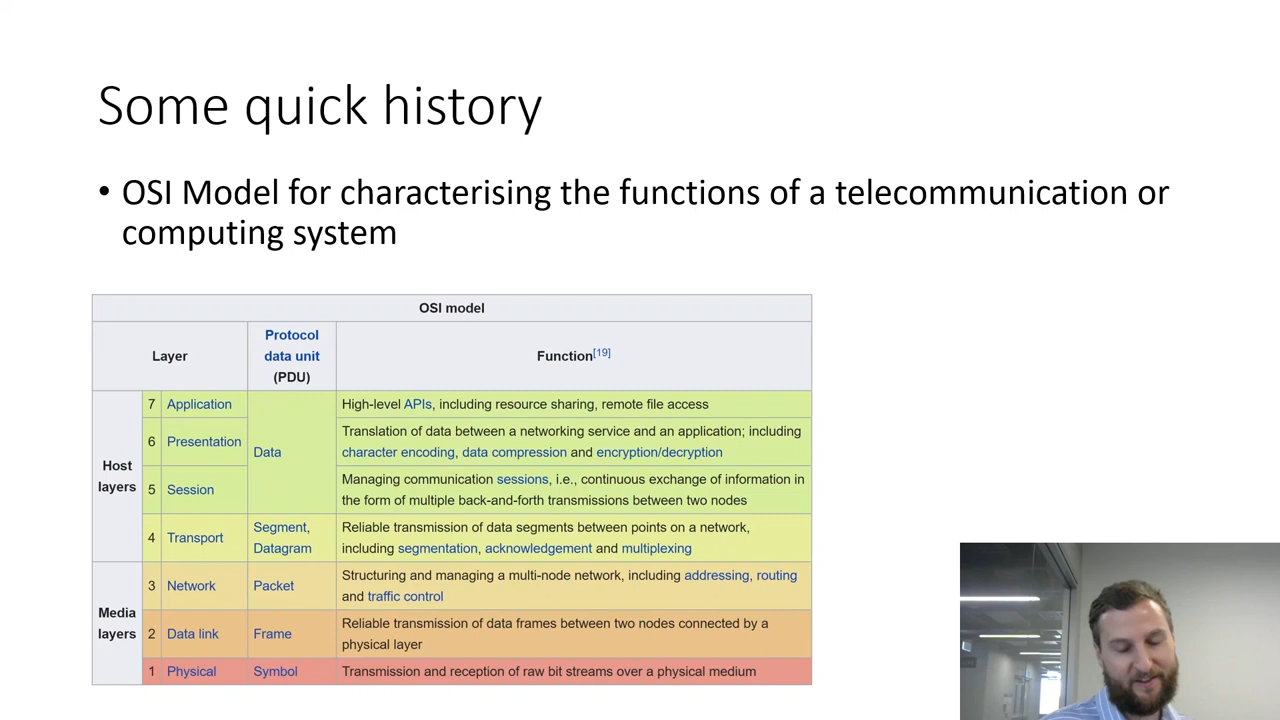 Some quick history
• OSI Model for characterising the functions of a telecommunication or
computing system
OSI model
Layer
Protocol
data unit
(PDU)
Function[19]
Host
layers
7 Application
Data
High-level APIs, including resource sharing, remote file access
6 Presentation
Translation of data between a networking service and an application; including
character encoding, data compression and encryption/decryption
5 Session
Managing communication sessions, i.e., continuous exchange of information in
the form of multiple back-and-forth transmissions between two nodes
4 Transport
Segment,
Datagram
Reliable transmission of data segments between points on a network,
including segmentation, acknowledgement and multiplexing
Media
layers
3 Network
Packet
Structuring and managing a multi-node network, including addressing, routing
and traffic control
2 Data link
Frame
Reliable transmission of data frames between two nodes connected by a
physical layer
1 Physical
Symbol
Transmission and reception of raw bit streams over a physical medium